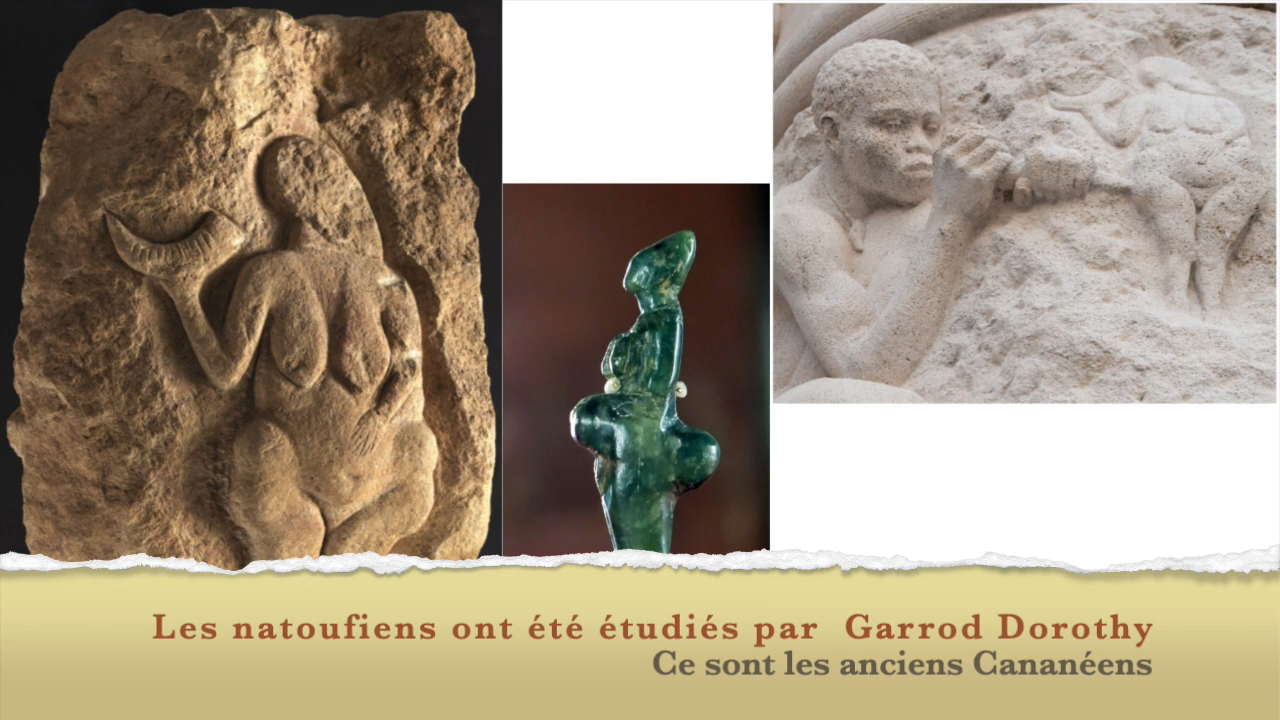 Les natoufiens ont été étudiés par Garrod Dorothy
Ce sont les anciens Cananéens